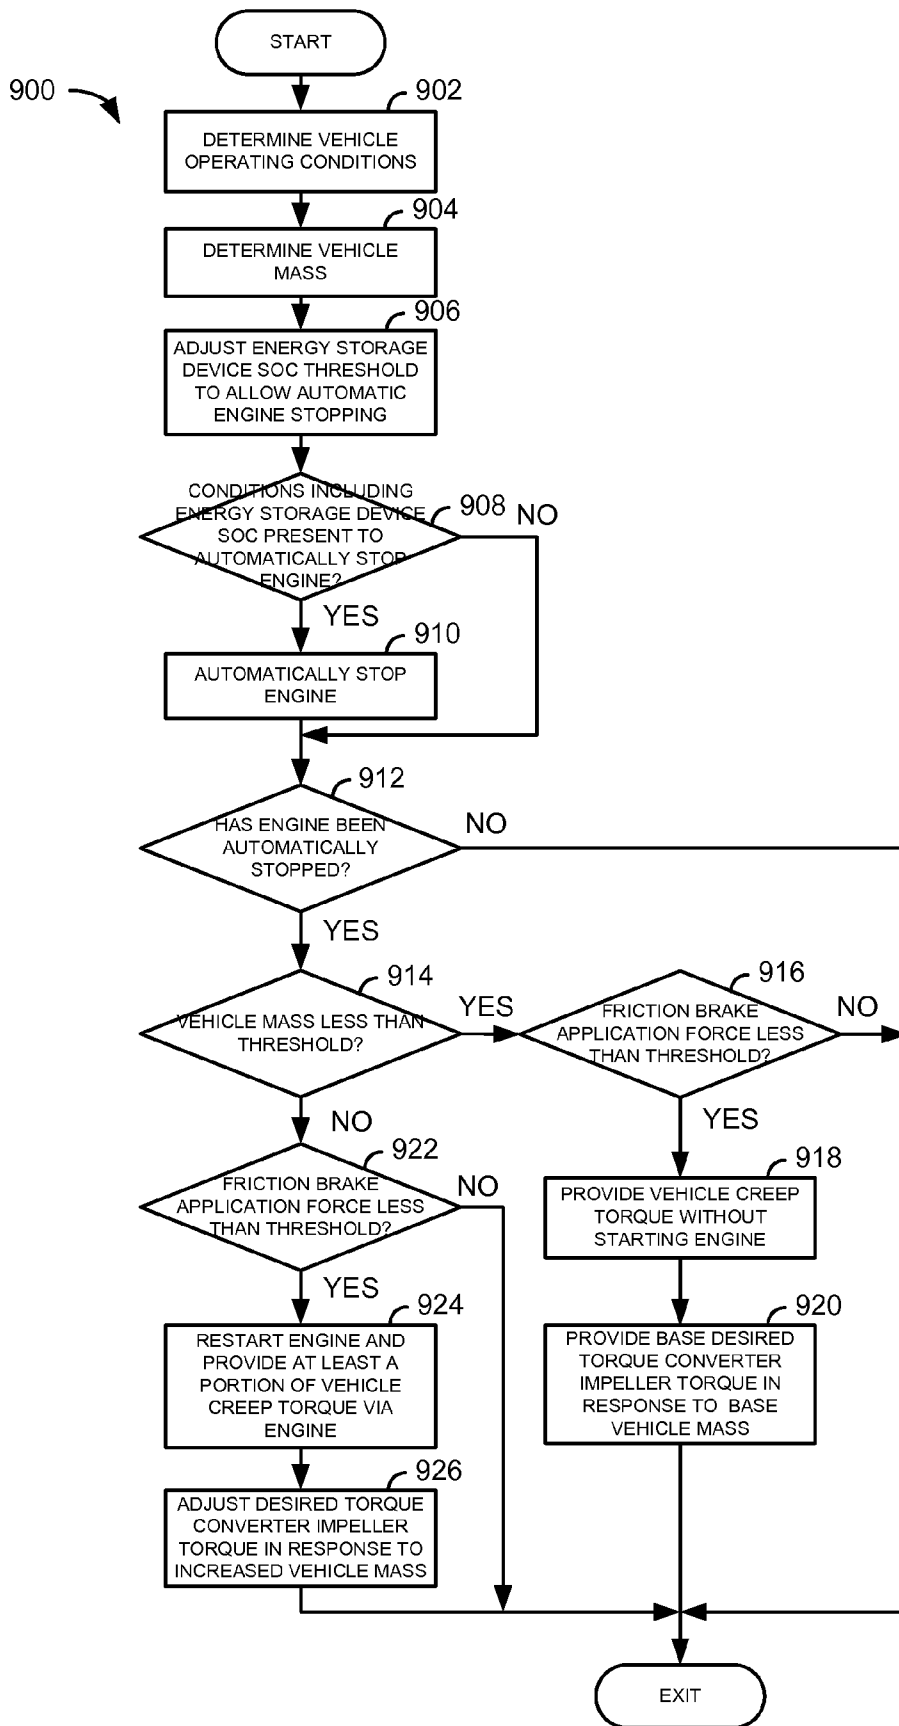 START
900
902
DETERMINE VEHICLE
OPERATING CONDITIONS
904
DETERMINE VEHICLE
MASS
906
ADJUST ENERGY STORAGE
DEVICE SOC THRESHOLD
TO ALLOW AUTOMATIC
ENGINE STOPPING
CONDITIONS INCLUDING
ENERGY STORAGE DEVICE
SOC PRESENT TO
AUTOMATICALLY STOP
ENGINE?
908
NO
YES
910
AUTOMATICALLY STOP
ENGINE
912
HAS ENGINE BEEN
AUTOMATICALLY
STOPPED?
NO
YES
914
VEHICLE MASS LESS THAN
THRESHOLD?
YES
916
FRICTION BRAKE
APPLICATION FORCE LESS
THAN THRESHOLD?
NO
YES
NO
922
FRICTION BRAKE
APPLICATION FORCE LESS
THAN THRESHOLD?
NO
YES
918
PROVIDE VEHICLE CREEP
TORQUE WITHOUT
STARTING ENGINE
924
RESTART ENGINE AND
PROVIDE AT LEAST A
PORTION OF VEHICLE
CREEP TORQUE VIA
ENGINE
920
PROVIDE BASE DESIRED
TORQUE CONVERTER
IMPELLER TORQUE IN
RESPONSE TO BASE
VEHICLE MASS
926
ADJUST DESIRED TORQUE
CONVERTER IMPELLER
TORQUE IN RESPONSE TO
INCREASED VEHICLE MASS
EXIT